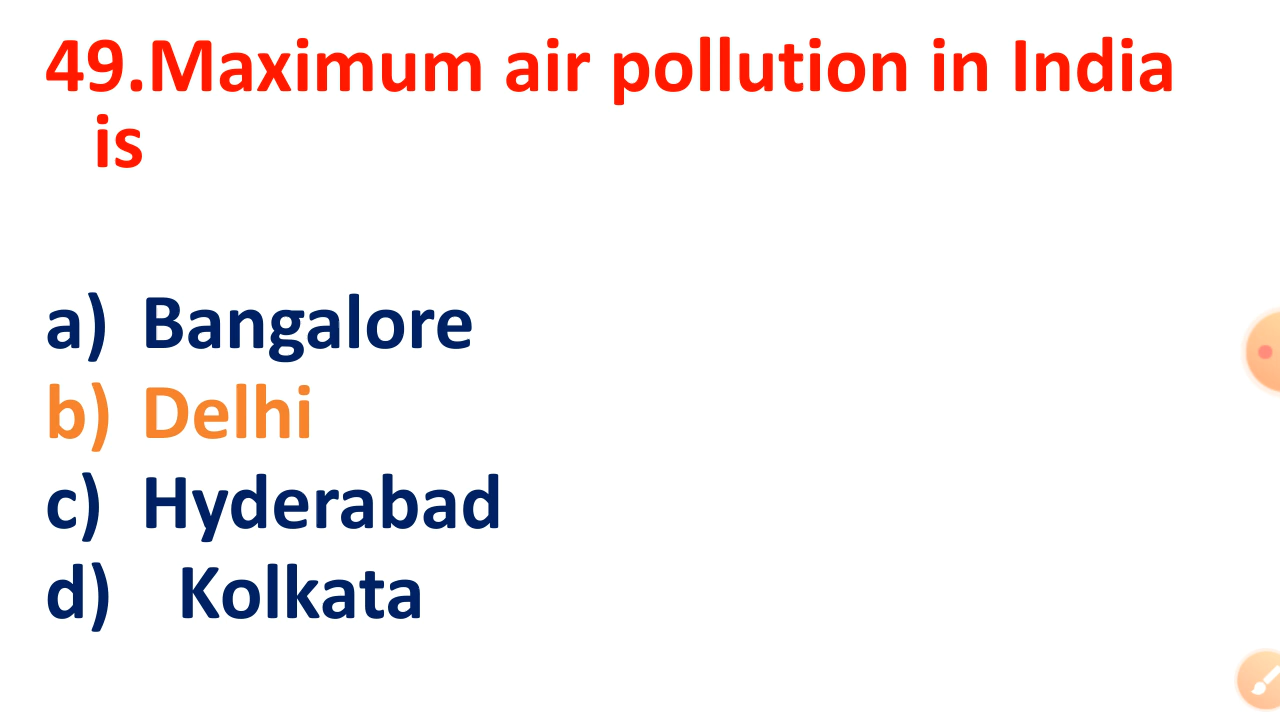 49.Maximum air pollution in India
is
a) Bangalore
b) Delhi
c) Hyderabad
d) Kolkata